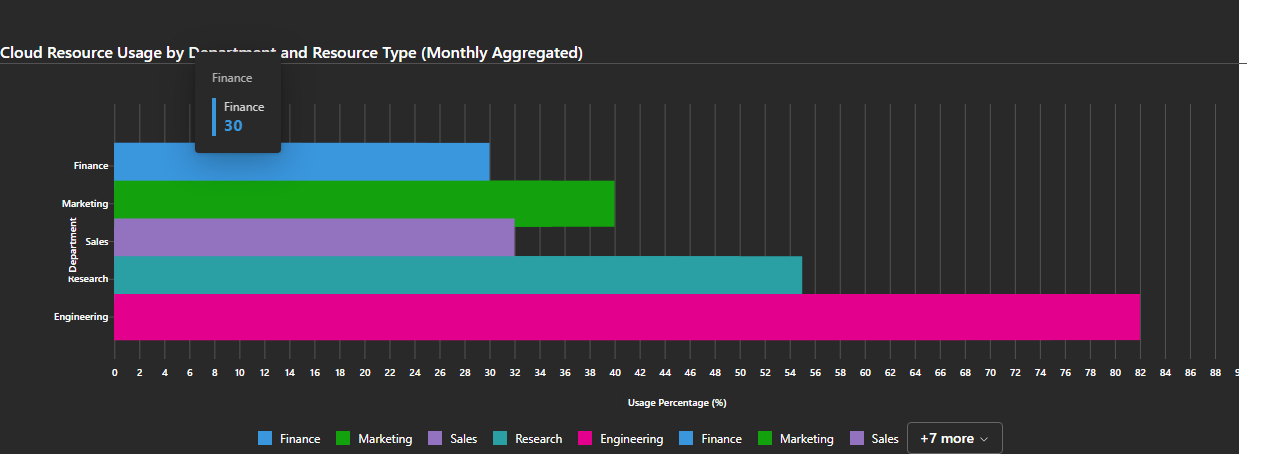 Cloud Resource Usage by Department and Resource Type (Monthly Aggregated)
Finance
Finance
30
Finance
Marketing
Sales
Research
Engineering
Department
0 2 4 6 8 10 12 14 16 18 20 22 24 26 28 30 32 34 36 38 40 42 44 46 48 50 52 54 56 58 60 62 64 66 68 70 72 74 76 78 80 82 84 86 88
Usage Percentage (%)
Finance Marketing Sales Research Engineering Finance Marketing Sales +7 more